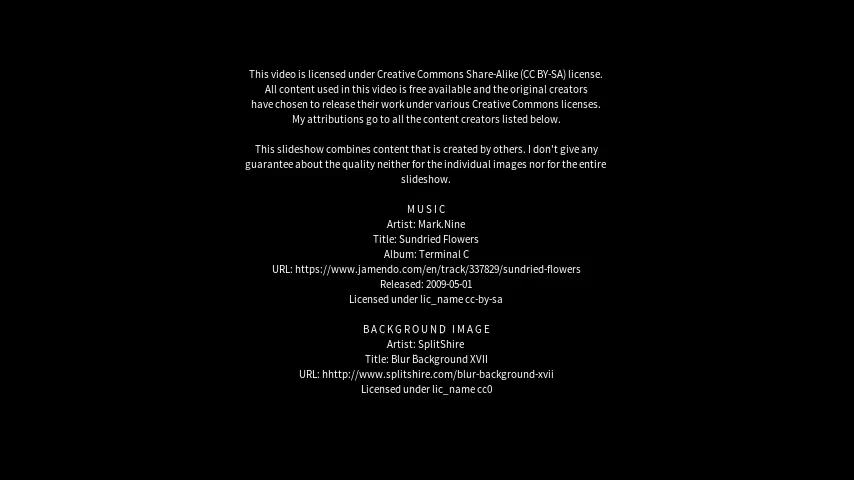 This video is licensed under Creative Commons Share-Alike (CC BY-SA) license.
All content used in this video is free available and the original creators
have chosen to release their work under various Creative Commons licenses.
My attributions go to all the content creators listed below.
This slideshow combines content that is created by others. I don't give any
guarantee about the quality neither for the individual images nor for the entire
slideshow.
MUSIC
Artist: Mark.Nine
Title: Sundried Flowers
Album: Terminal C
URL: https://www.jamendo.com/en/track/337829/sundried-flowers
Released: 2009-05-01
Licensed under lic_name cc-by-sa
BACKGROUND IMAGE
Artist: SplitShire
Title: Blur Background XVII
URL: hhttp://www.splitshire.com/blur-background-xvii
Licensed under lic_name cc0